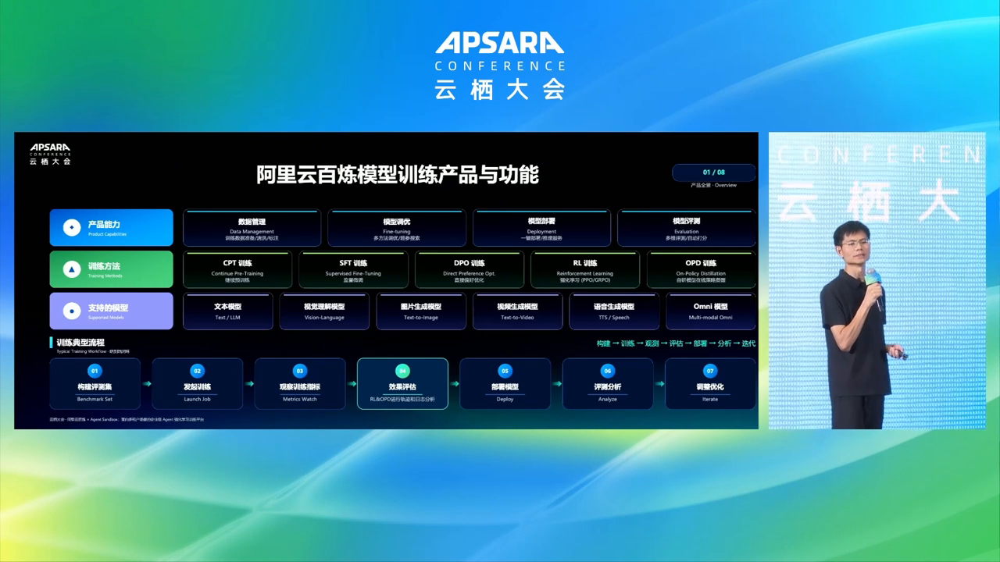 APSARA
CONFERENCE
云栖大会
APSARA
CONFERENCE
云栖大会
阿里云百炼模型训练产品与功能
01 / 08
产品全景 · Overview
产品能力
Product Capabilities
数据管理
Data Management
训练数据准备/清洗/标注
模型调优
Fine-tuning
多方法调优/超参搜索
模型部署
Deployment
一键部署/推理服务
模型评测
Evaluation
多维评测/自动打分
训练方法
Training Methods
CPT 训练
Continue Pre-Training
继续预训练
SFT 训练
Supervised Fine-Tuning
监督微调
DPO 训练
Direct Preference Opt.
直接偏好优化
RL 训练
Reinforcement Learning
强化学习 (PPO/GRPO)
OPD 训练
On-Policy Distillation
自研模型在线策略蒸馏
支持的模型
Supported Models
文本模型
Text / LLM
视觉理解模型
Vision-Language
图片生成模型
Text-to-Image
视频生成模型
Text-to-Video
语音生成模型
TTS / Speech
Omni 模型
Multi-modal Omni
训练典型流程
Typical Training Workflow
构建 → 训练 → 观测 → 评估 → 部署 → 分析 → 迭代
01
构建评测集
Benchmark Set
02
发起训练
Launch Job
03
观察训练指标
Metrics Watch
04
效果评估
RL&OPD进行轨迹和日志分析
05
部署模型
Deploy
06
评测分析
Analyze
07
调整优化
Iterate
云栖大会 · 阿里云百炼 × Agent Sandbox：
CONFEREN
云栖大